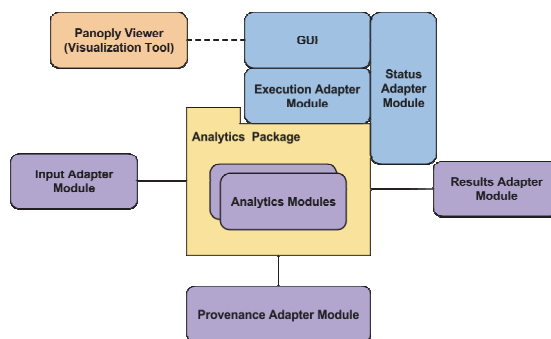 Panoply Viewer
(Visualization Tool)
GUI
Status
Adapter
Module
Execution Adapter
Module
Analytics Package
Input Adapter
Module
Analytics Modules
Results Adapter
Module
Provenance Adapter Module